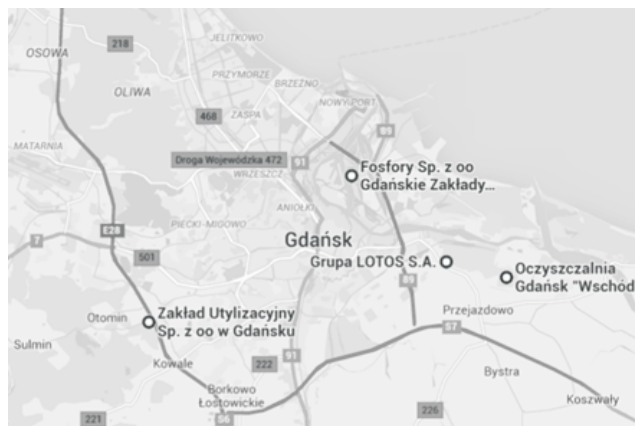 JELITKOWO
218
OSOWA
PRZYMORZE
BRZEŹNO
OLIWA
NOWY-PORT
468
ZASPA
89
MATARNIA
Droga Wojewódzka 472
91
WRZESZCZ
Fosfory Sp. z oo
Gdańskie Zakłady...
ANIOŁKI
PIECKI-MIGOWO
E28
7
Gdańsk
501
Grupa LOTOS S.A.
Oczyszczalnia
Gdańsk "Wschód
89
Zakład Utylizacyjny
Sp. z oo w Gdańsku
Otomin
Przejazdowo
S7
Sulmin
91
Kowale
222
Bystra
Borkowo
Łostowickie
Koszwały
221
S6
226